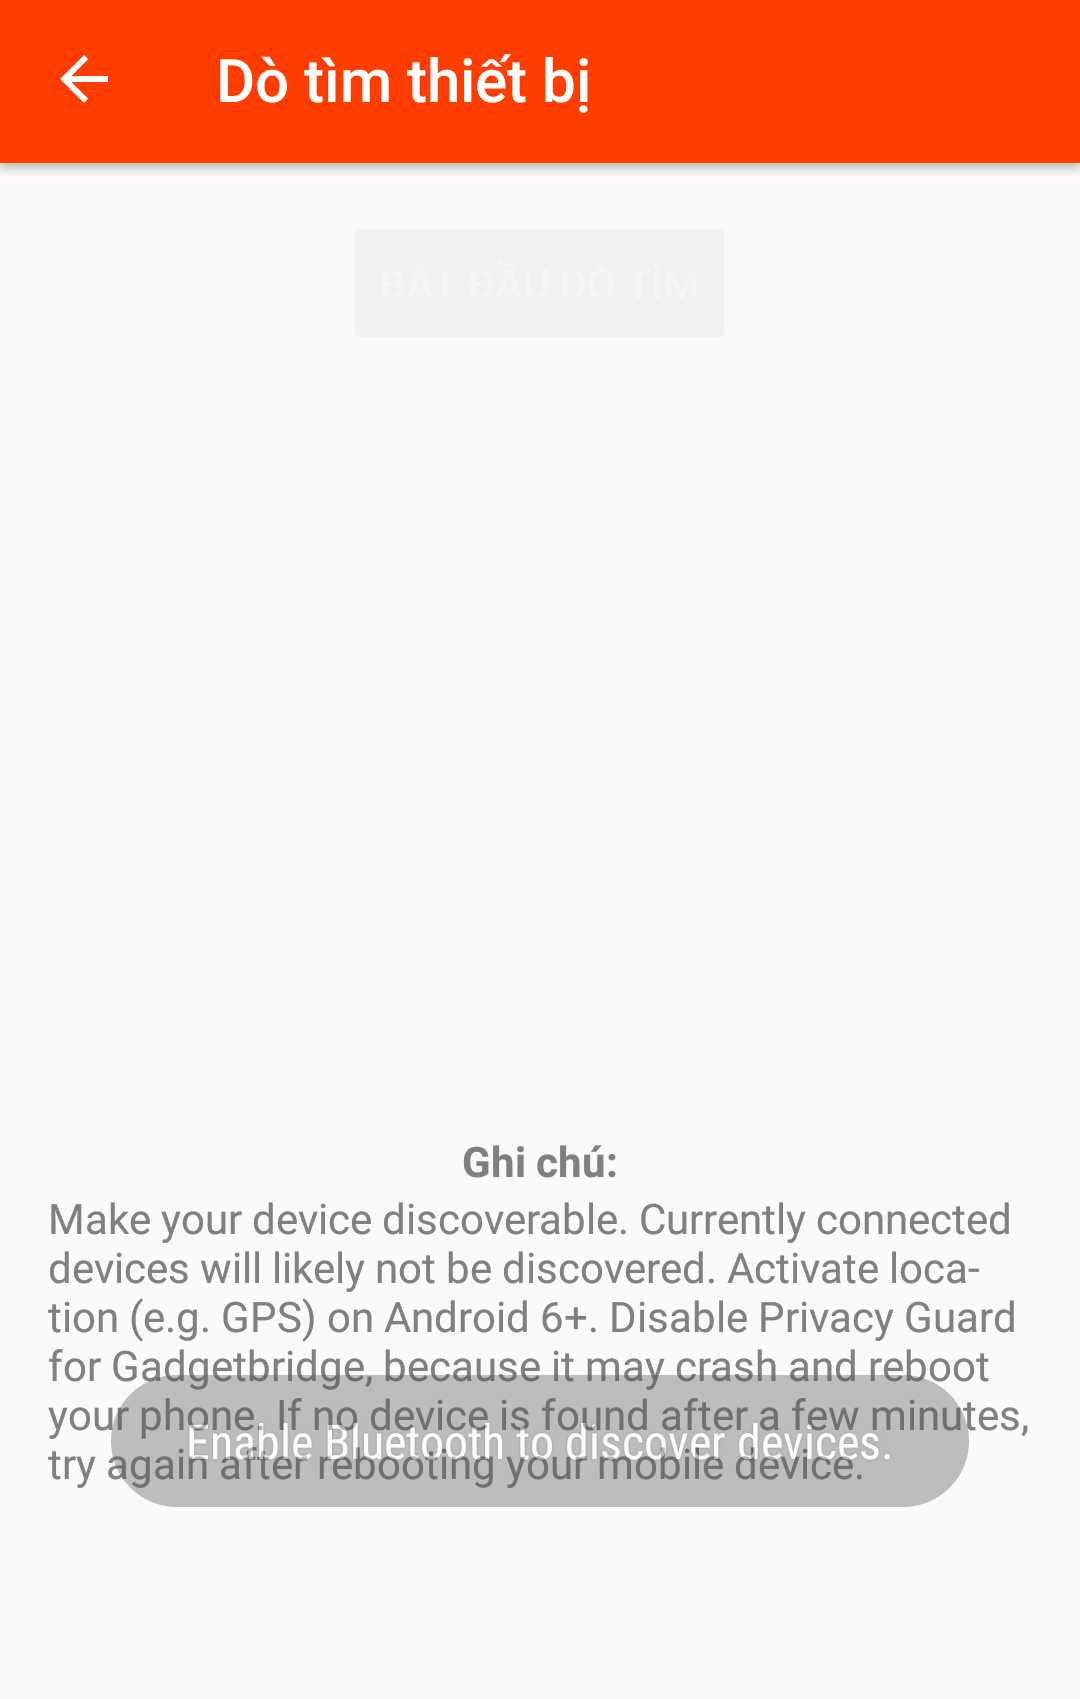 Dò tìm thiết bị
BẮT ĐẦU DÒ TÌM
Ghi chú:
Make your device discoverable. Currently connected
devices will likely not be discovered. Activate loca-
tion (e.g. GPS) on Android 6+. Disable Privacy Guard
for Gadgetbridge, because it may crash and reboot
your phone. If no device is found after a few minutes,
try again after rebooting your mobile device.
Enable Bluetooth to discover devices.